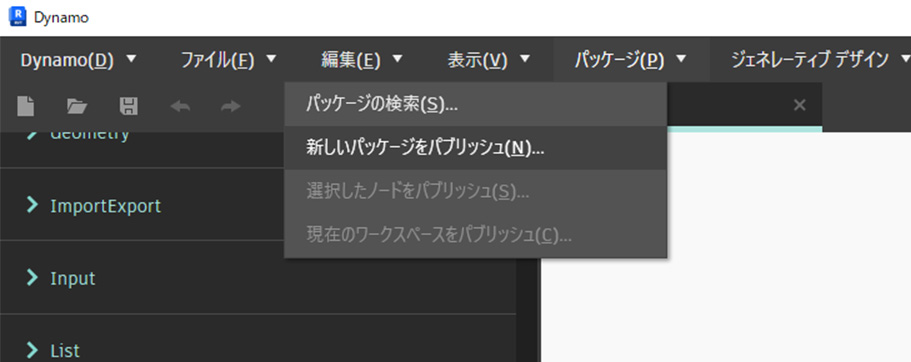 Dynamo
Dynamo(D) ファイル(F) 編集(E) 表示(V) パッケージ(P) ジェネレーティブ デザイン
パッケージの検索(S)...
新しいパッケージをパブリッシュ(N)...
選択したノードをパブリッシュ(S)...
現在のワークスペースをパブリッシュ(C)...
Geometry
ImportExport
Input
List